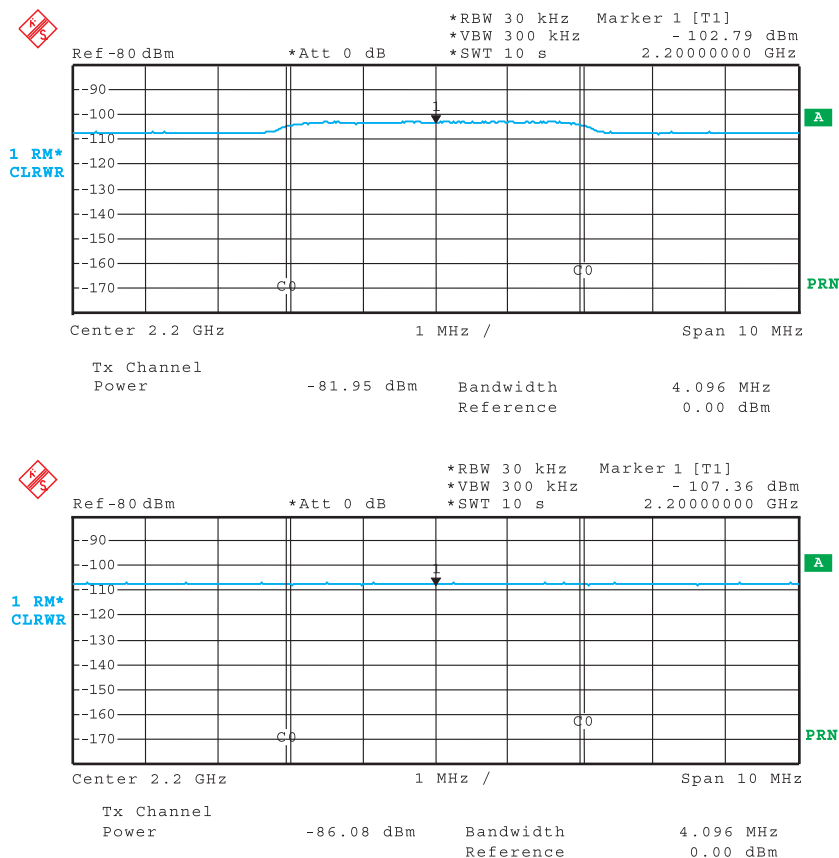 *RBW 30 kHz Marker 1 [T1]
*VBW 300 kHz -102.79 dBm
Ref -80 dBm *Att 0 dB *SWT 10 s 2.20000000 GHz
-90
-100
1
A
-110
1 RM*
CLRWR
-120
-130
-140
-150
-160
C0
-170
C0
PRN
Center 2.2 GHz 1 MHz / Span 10 MHz
Tx Channel
Power -81.95 dBm Bandwidth 4.096 MHz
Reference 0.00 dBm
*RBW 30 kHz Marker 1 [T1]
*VBW 300 kHz -107.36 dBm
Ref -80 dBm *Att 0 dB *SWT 10 s 2.20000000 GHz
-90
-100
1
A
-110
1 RM*
CLRWR
-120
-130
-140
-150
-160
C0
-170
C0
PRN
Center 2.2 GHz 1 MHz / Span 10 MHz
Tx Channel
Power -86.08 dBm Bandwidth 4.096 MHz
Reference 0.00 dBm